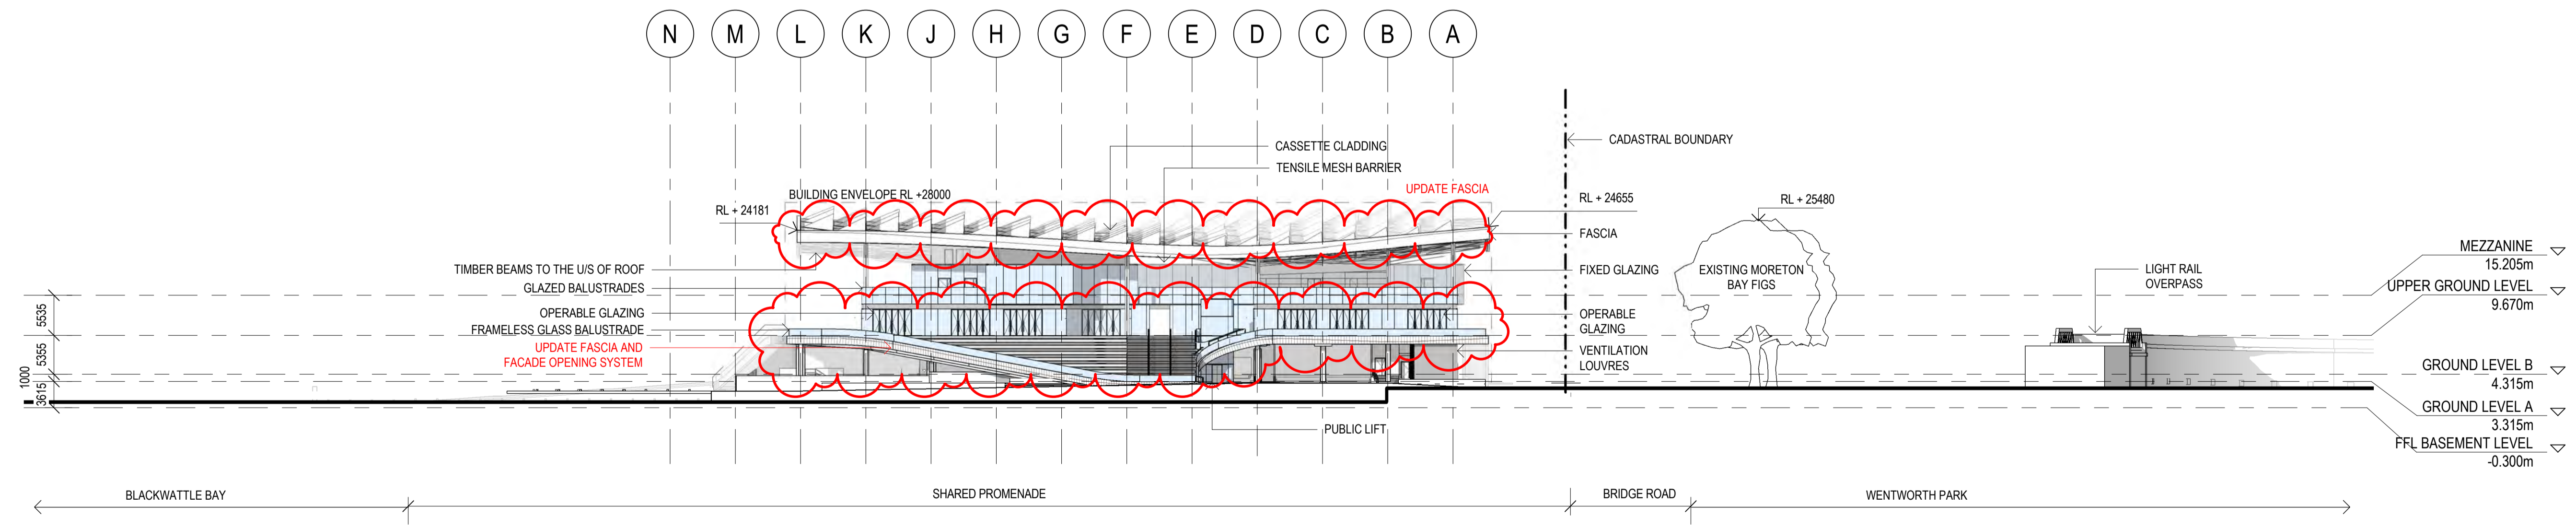 N M L K J H G F E D C B A
CASSETTE CLADDING
TENSILE MESH BARRIER
CADASTRAL BOUNDARY
BUILDING ENVELOPE RL +28000
UPDATE FASCIA
RL + 24181
RL + 24655
RL + 25480
FASCIA
TIMBER BEAMS TO THE U/S OF ROOF
GLAZED BALUSTRADES
OPERABLE GLAZING
FRAMELESS GLASS BALUSTRADE
UPDATE FASCIA AND
FACADE OPENING SYSTEM
FIXED GLAZING
OPERABLE
GLAZING
VENTILATION
LOUVRES
PUBLIC LIFT
EXISTING MORETON
BAY FIGS
LIGHT RAIL
OVERPASS
MEZZANINE
15.205m
UPPER GROUND LEVEL
9.670m
GROUND LEVEL B
4.315m
GROUND LEVEL A
3.315m
FFL BASEMENT LEVEL
-0.300m
5535
5355
1000
3615
BLACKWATTLE BAY
SHARED PROMENADE
BRIDGE ROAD
WENTWORTH PARK